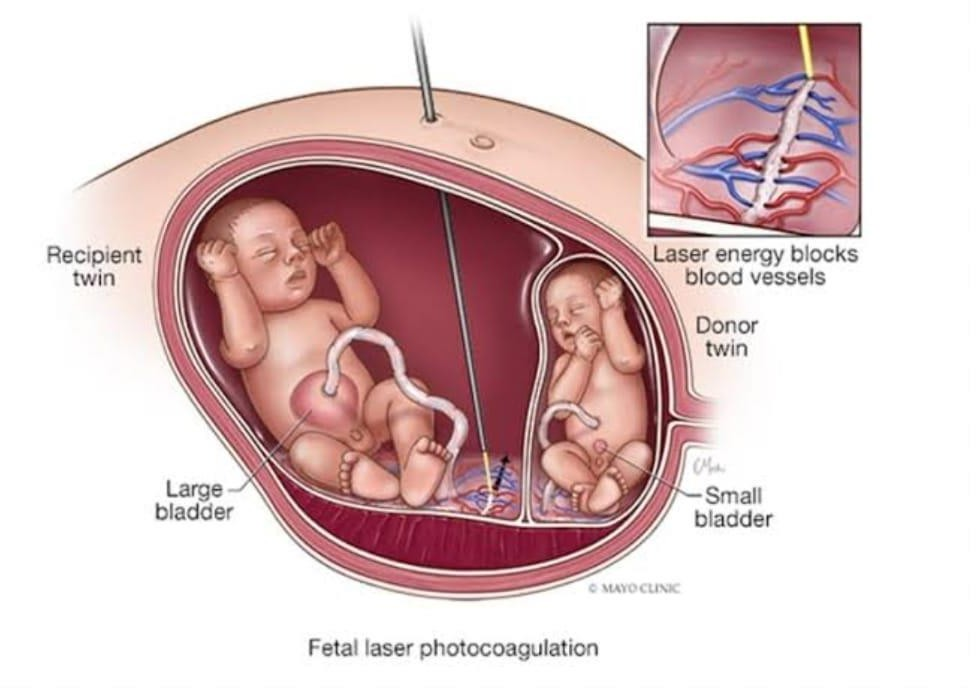 Recipient
twin
Laser energy blocks
blood vessels
Donor
twin
Large
bladder
Small
bladder
© MAYO CLINIC
Fetal laser photocoagulation